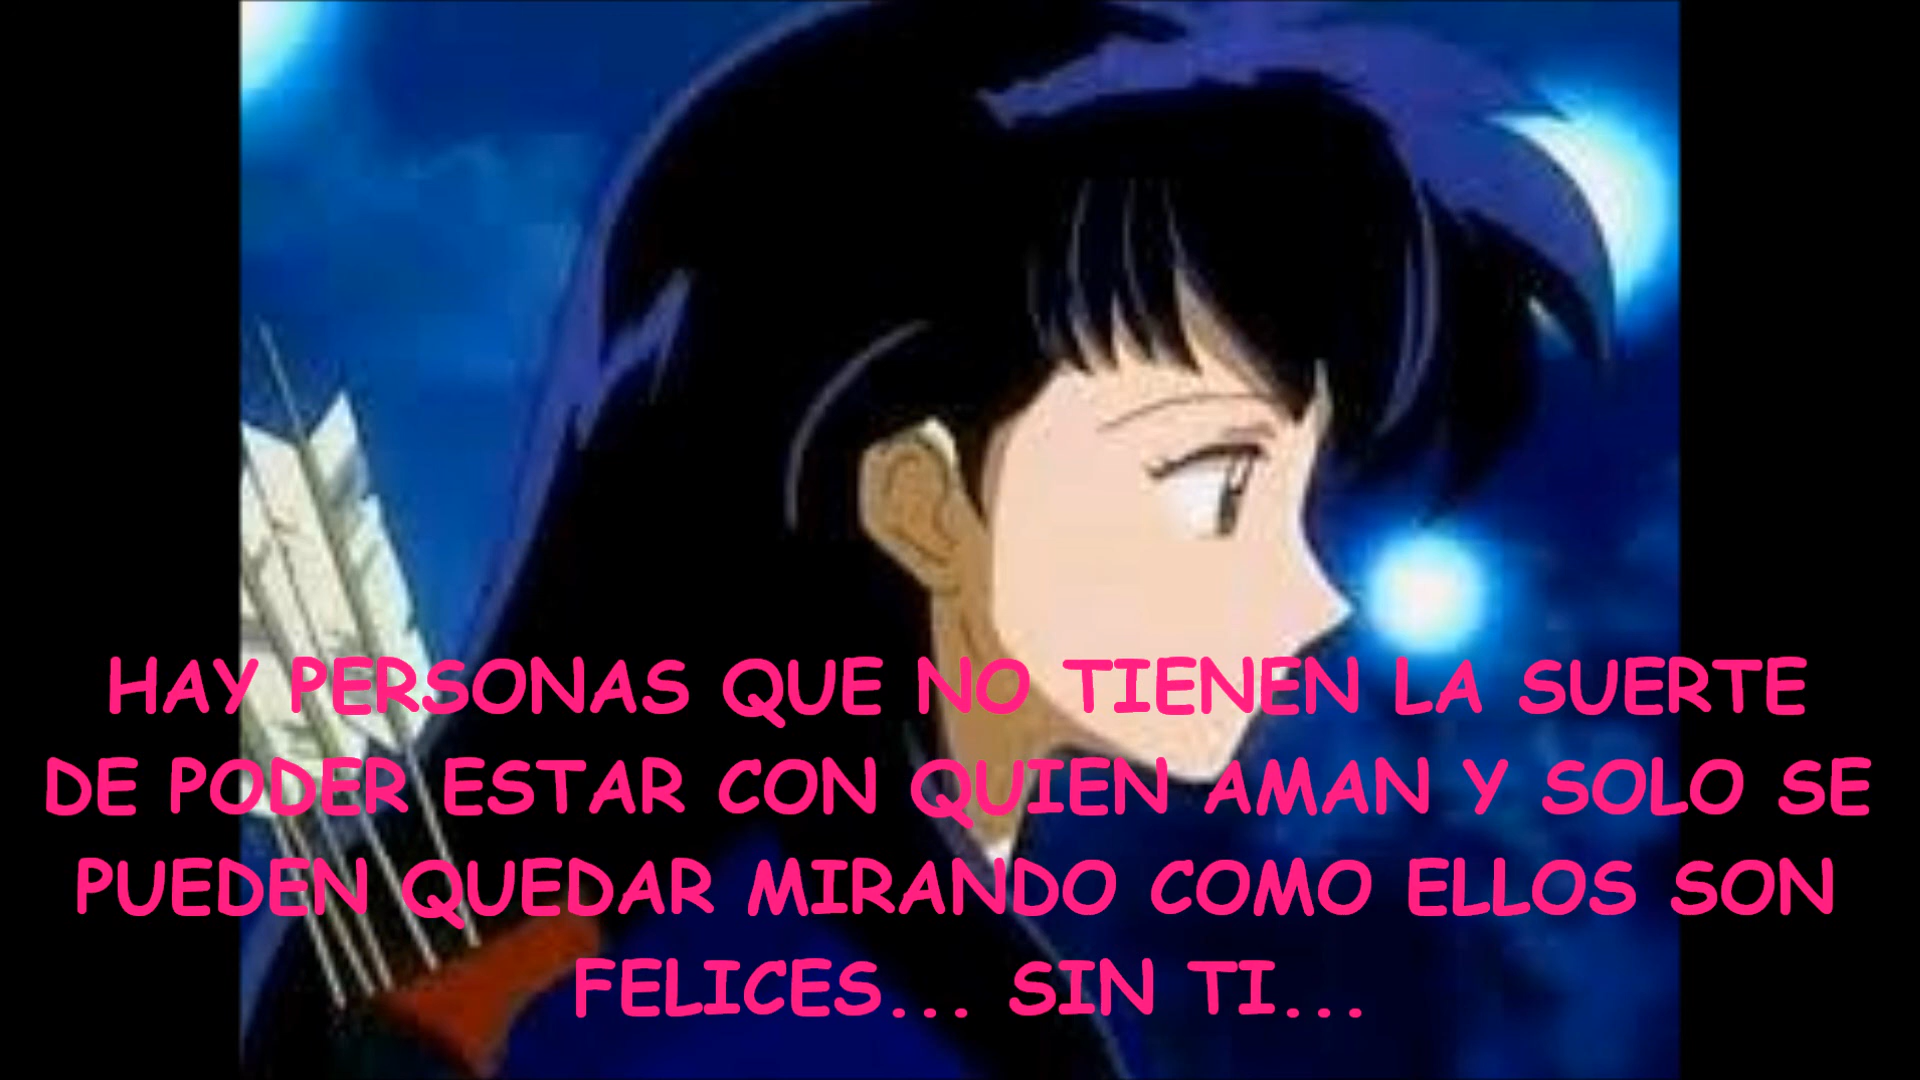 HAY PERSONAS QUE NO TIENEN LA SUERTE
DE PODER ESTAR CON QUIEN AMAN Y SOLO SE
PUEDEN QUEDAR MIRANDO COMO ELLOS SON
FELICES... SIN TI...